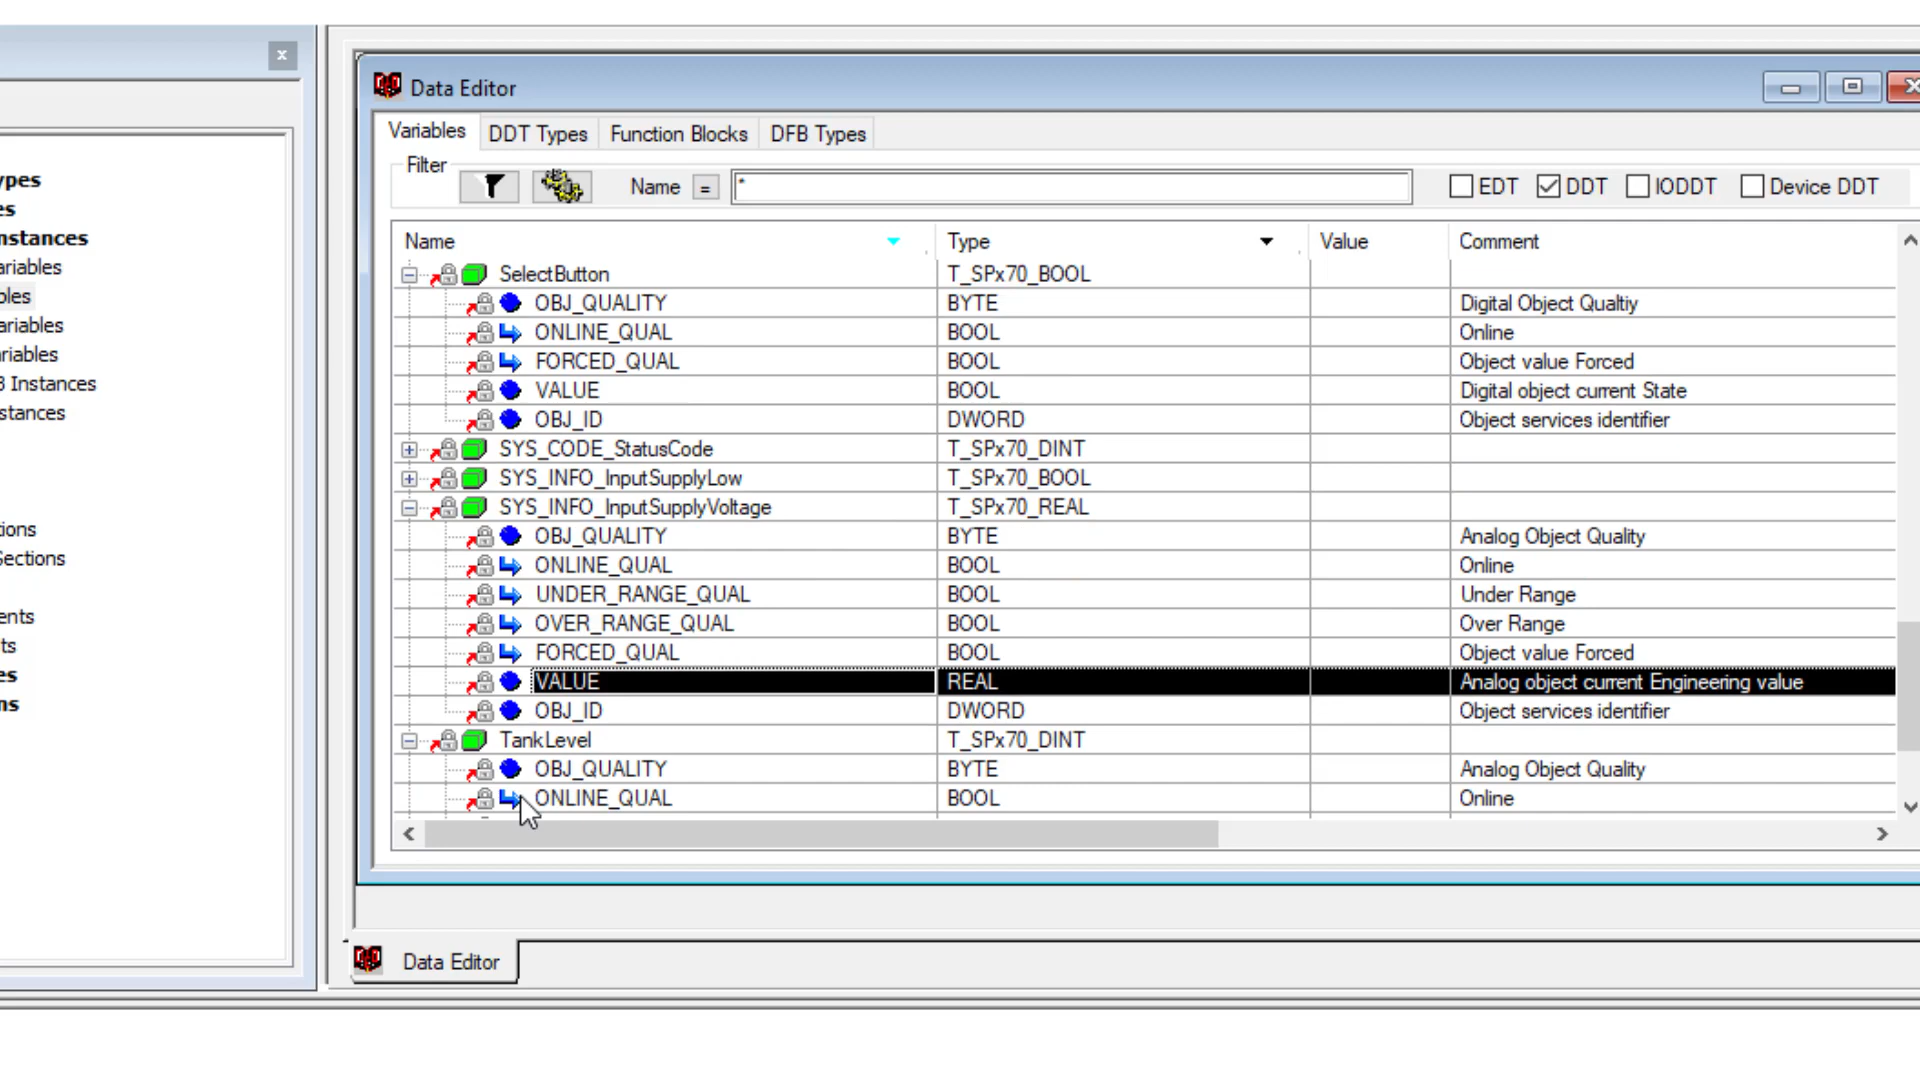 x
ypes
es
nstances
ariables
bles
ariables
riables
B Instances
stances
ions
Sections
ents
ts
es
ns
Data Editor
Variables DDT Types Function Blocks DFB Types
Filter
Name = * EDT DDT IODDT Device DDT
Name Type Value Comment
SelectButton T_SPx70_BOOL
OBJ_QUALITY BYTE Digital Object Qualtiy
ONLINE_QUAL BOOL Online
FORCED_QUAL BOOL Object value Forced
VALUE BOOL Digital object current State
OBJ_ID DWORD Object services identifier
SYS_CODE_StatusCode T_SPx70_DINT
SYS_INFO_InputSupplyLow T_SPx70_BOOL
SYS_INFO_InputSupplyVoltage T_SPx70_REAL
OBJ_QUALITY BYTE Analog Object Quality
ONLINE_QUAL BOOL Online
UNDER_RANGE_QUAL BOOL Under Range
OVER_RANGE_QUAL BOOL Over Range
FORCED_QUAL BOOL Object value Forced
VALUE REAL Analog object current Engineering value
OBJ_ID DWORD Object services identifier
TankLevel T_SPx70_DINT
OBJ_QUALITY BYTE Analog Object Quality
ONLINE_QUAL BOOL Online
Data Editor